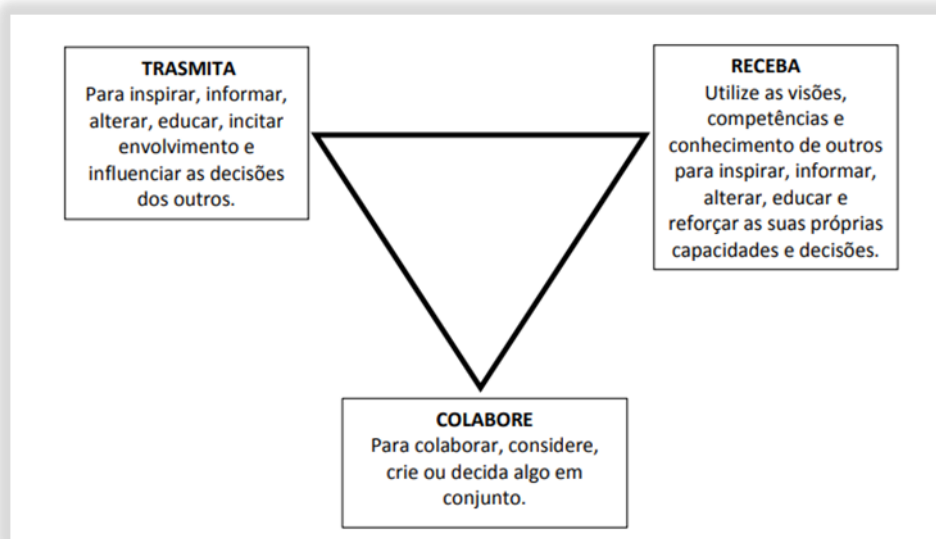 TRASMITA
Para inspirar, informar,
alterar, educar, incitar
envolvimento e
influenciar as decisões
dos outros.
RECEBA
Utilize as visões,
competências e
conhecimento de outros
para inspirar, informar,
alterar, educar e
reforçar as suas próprias
capacidades e decisões.
COLABORE
Para colaborar, considere,
crie ou decida algo em
conjunto.